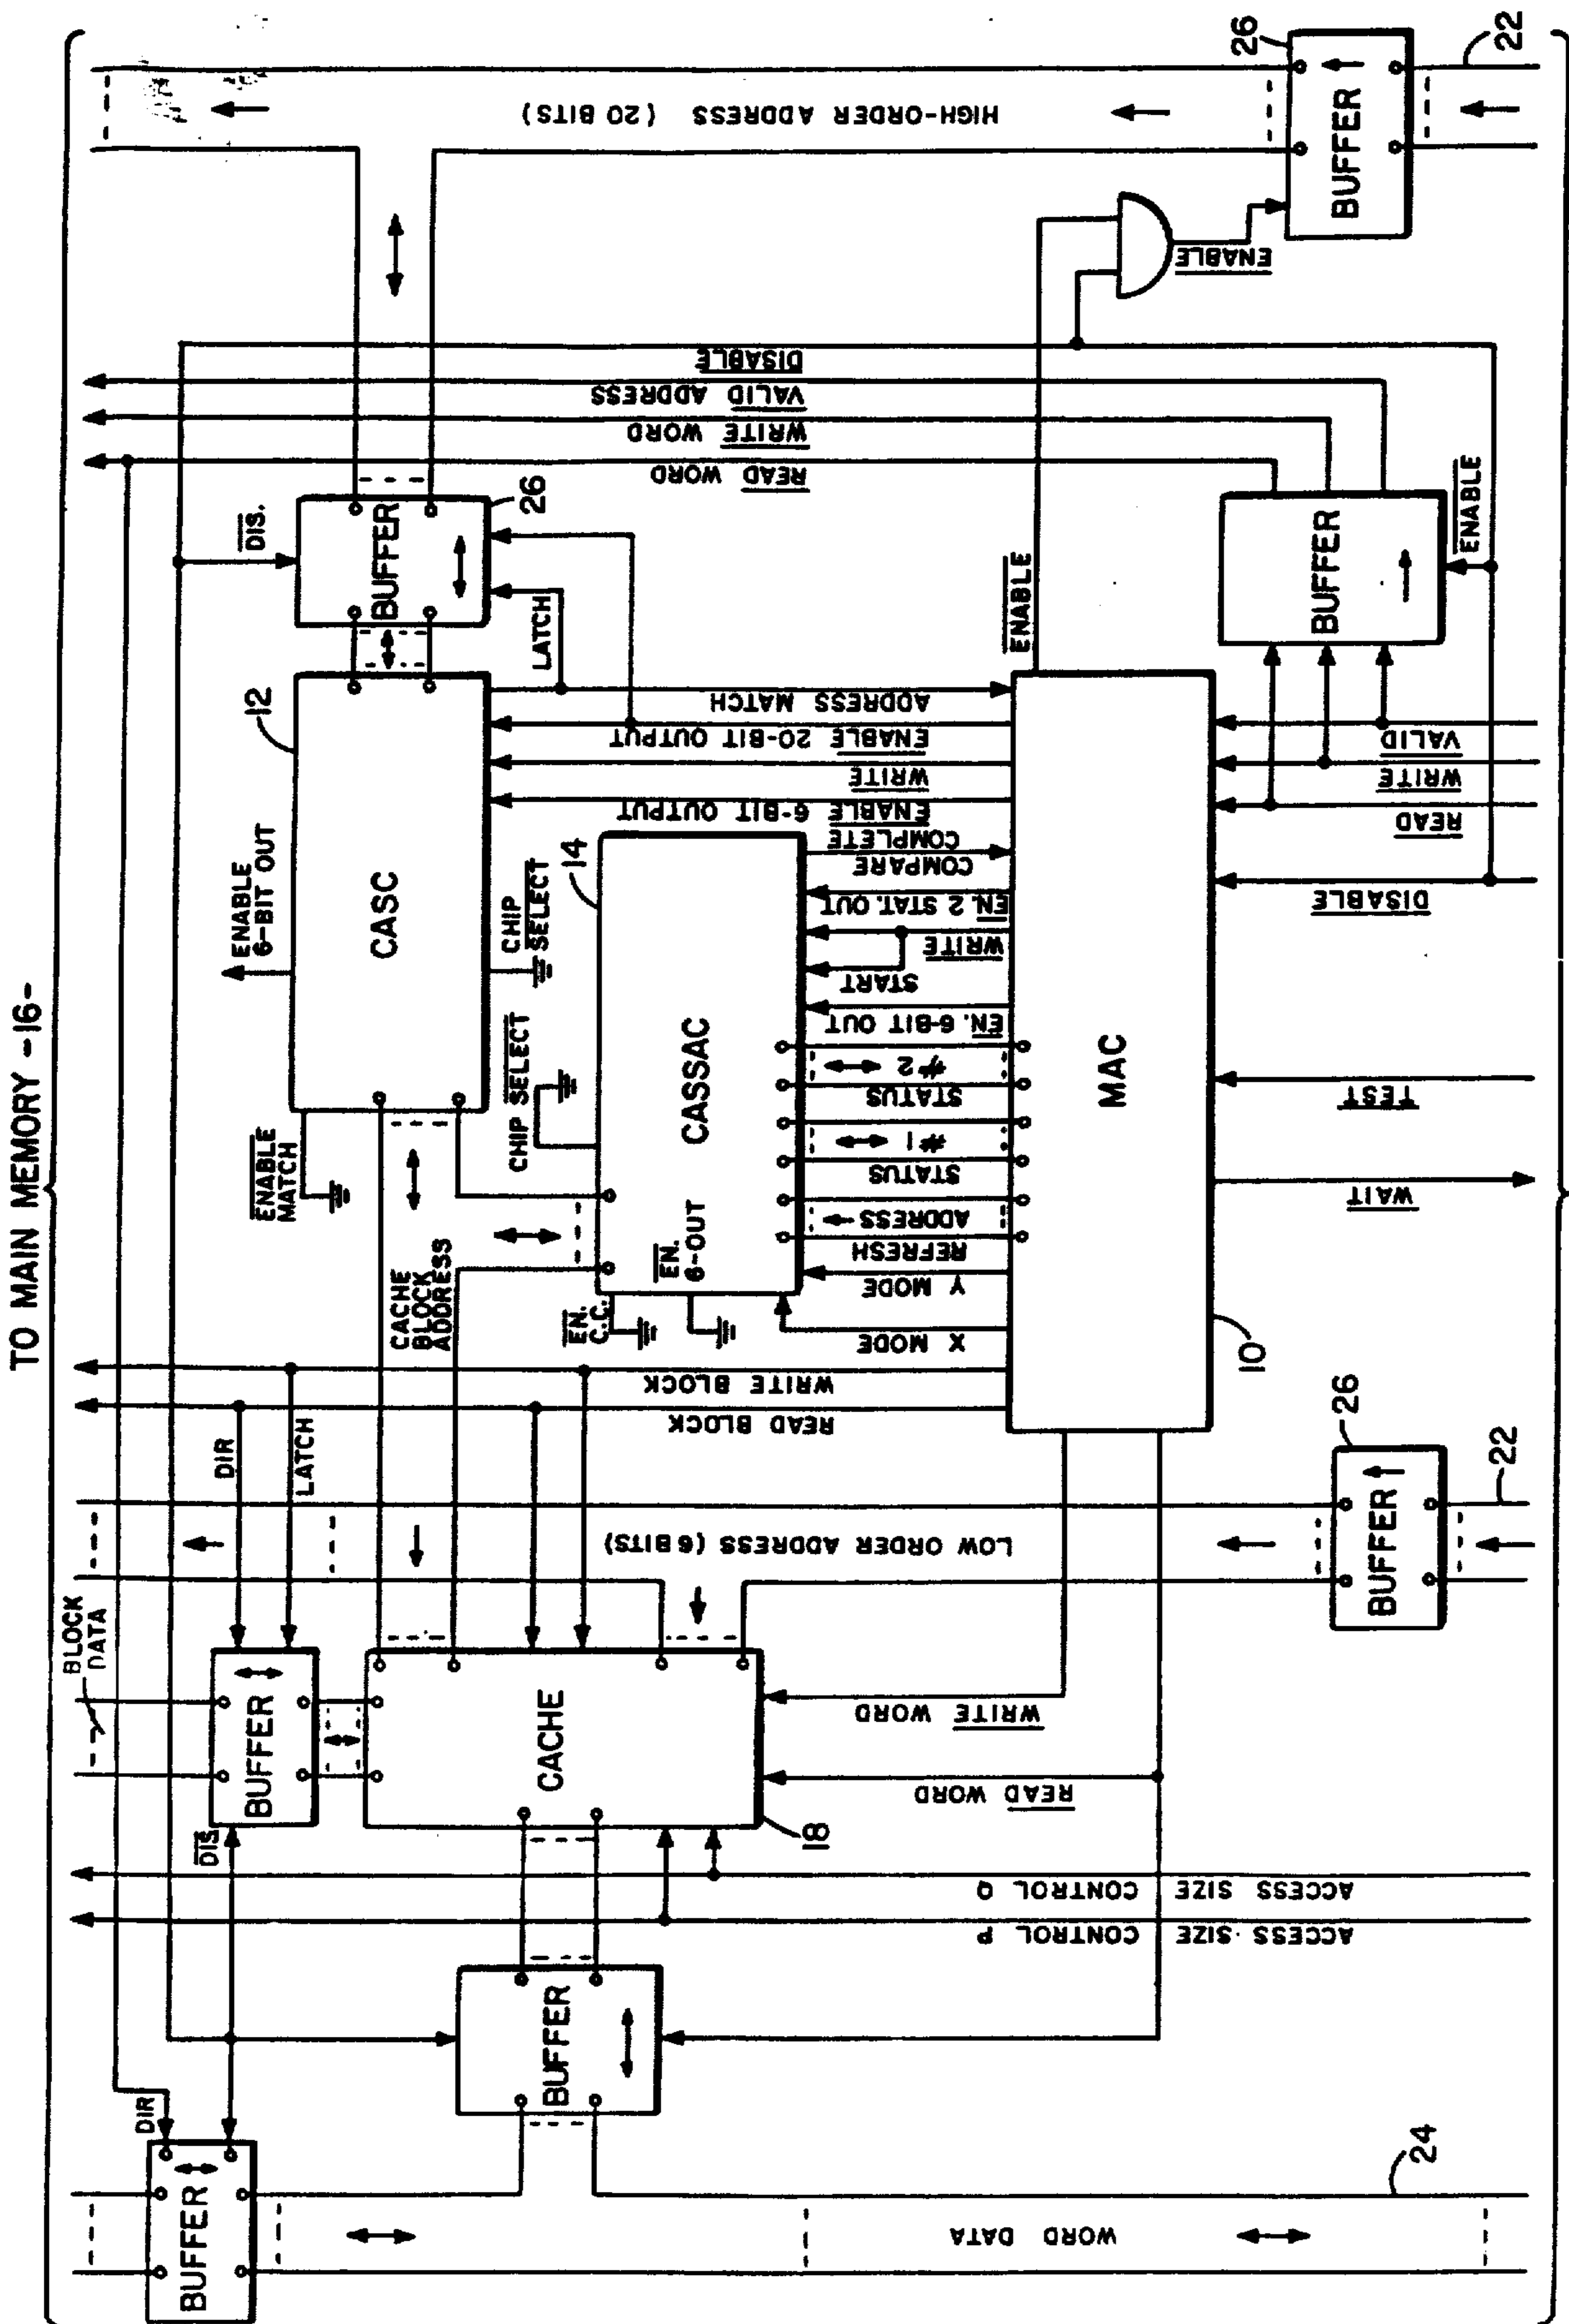 TO MAIN MEMORY -16-
BUFFER
DIR
WORD DATA
24
BUFFER
ACCESS SIZE CONTROL P
ACCESS SIZE CONTROL Q
BLOCK
DATA
BUFFER
DIS
DIR
LATCH
CACHE
18
READ WORD
WRITE WORD
LOW ORDER ADDRESS (6 BITS)
BUFFER
26
22
READ BLOCK
WRITE BLOCK
CACHE
BLOCK
ADDRESS
ENABLE
MATCH
CASC
12
ENABLE
6-BIT OUT
CHIP
SELECT
CHIP SELECT
CASSAC
14
EN.
C.C.
EN.
6-OUT
X MODE
Y MODE
REFRESH
ADDRESS
STATUS
#1
STATUS
#2
EN. 6-BIT OUT
START
WRITE
EN. 2 STAT. OUT
COMPARE
COMPLETE
ENABLE 6-BIT OUTPUT
WRITE
ENABLE 20-BIT OUTPUT
ADDRESS MATCH
LATCH
MAC
10
WAIT
TEST
DISABLE
READ
WRITE
VALID
ENABLE
BUFFER
26
DIS.
BUFFER
ENABLE
READ WORD
WRITE WORD
VALID ADDRESS
DISABLE
ENABLE
HIGH-ORDER ADDRESS (20 BITS)
BUFFER
26
22